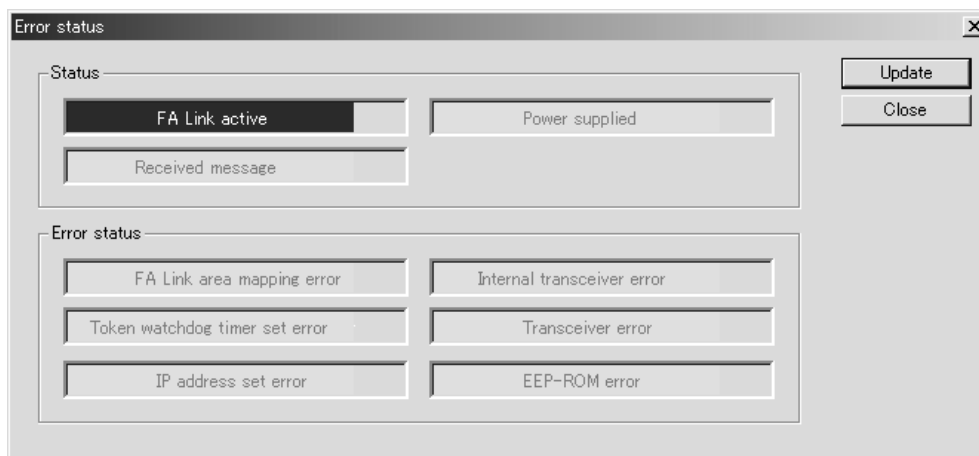 Error status
Status
Update
FA Link active
Power supplied
Close
Received message
Error status
FA Link area mapping error
Internal transceiver error
Token watchdog timer set error
Transceiver error
IP address set error
EEP-ROM error